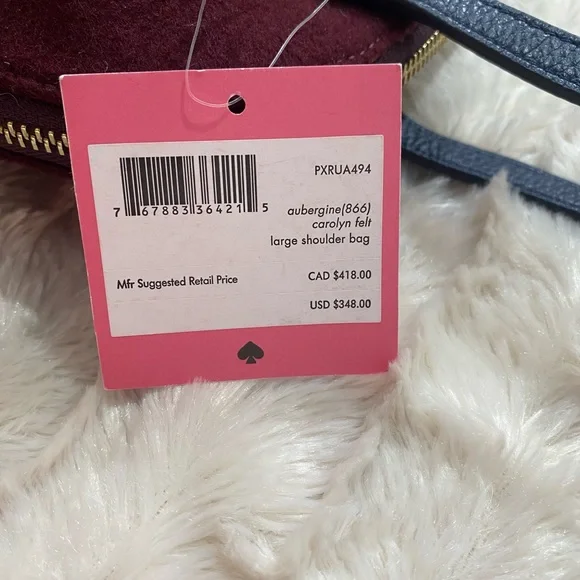 PXRUA494
7 67883 36421 5
aubergine(866)
carolyn felt
large shoulder bag
Mfr Suggested Retail Price
CAD $418.00
USD $348.00